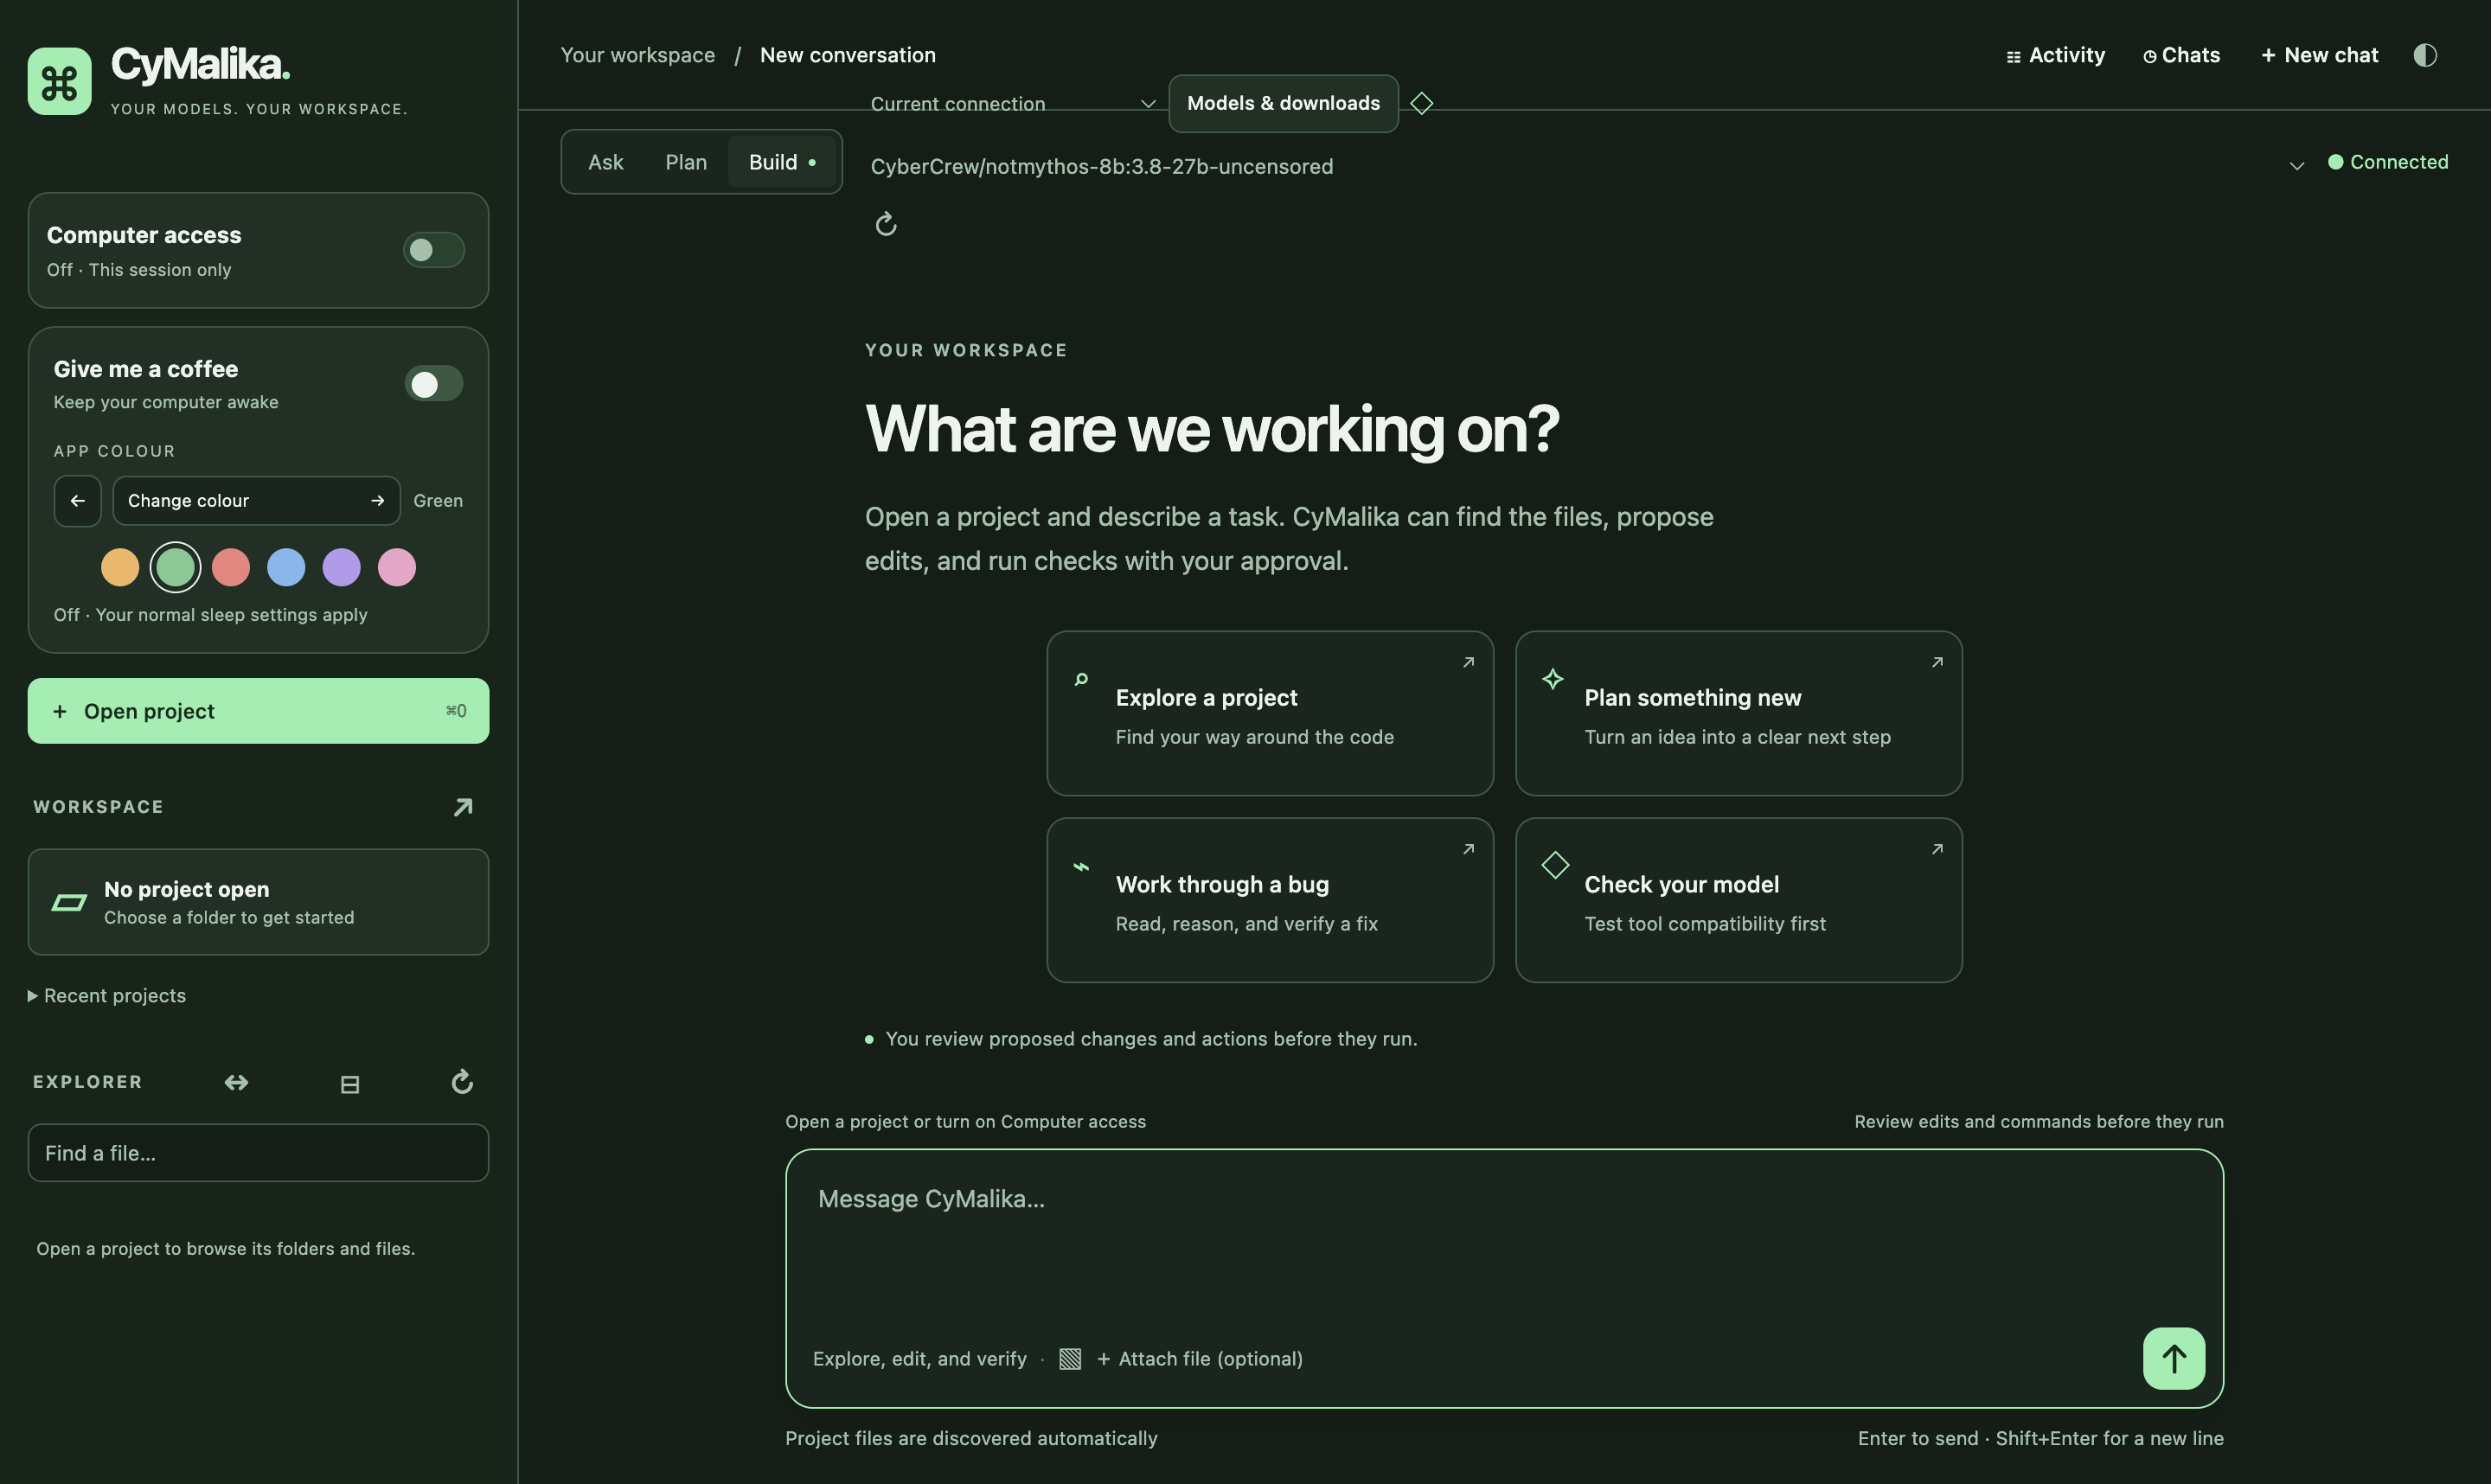 CyMalika.
YOUR MODELS. YOUR WORKSPACE.
Computer access
Off · This session only
Give me a coffee
Keep your computer awake
APP COLOUR
← Change colour → Green
Off · Your normal sleep settings apply
+ Open project ⌘O
WORKSPACE
No project open
Choose a folder to get started
Recent projects
EXPLORER
Find a file...
Open a project to browse its folders and files.
Your workspace / New conversation
Activity Chats + New chat
Current connection Models & downloads
Ask Plan Build
CyberCrew/notmythos-8b:3.8-27b-uncensored
Connected
YOUR WORKSPACE
What are we working on?
Open a project and describe a task. CyMalika can find the files, propose
edits, and run checks with your approval.
Explore a project
Find your way around the code
Plan something new
Turn an idea into a clear next step
Work through a bug
Read, reason, and verify a fix
Check your model
Test tool compatibility first
You review proposed changes and actions before they run.
Open a project or turn on Computer access
Review edits and commands before they run
Message CyMalika...
Explore, edit, and verify · + Attach file (optional)
Project files are discovered automatically
Enter to send · Shift+Enter for a new line